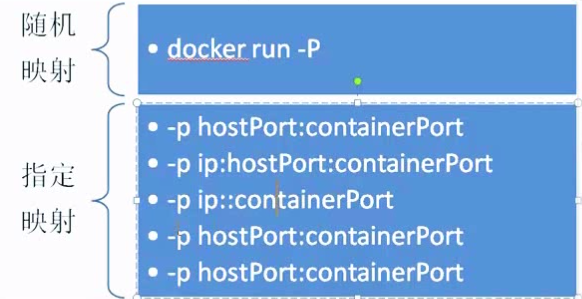 随机
映射
• docker run -P
指定
映射
• -p hostPort:containerPort
• -p ip:hostPort:containerPort
• -p ip::containerPort
• -p hostPort:containerPort
• -p hostPort:containerPort